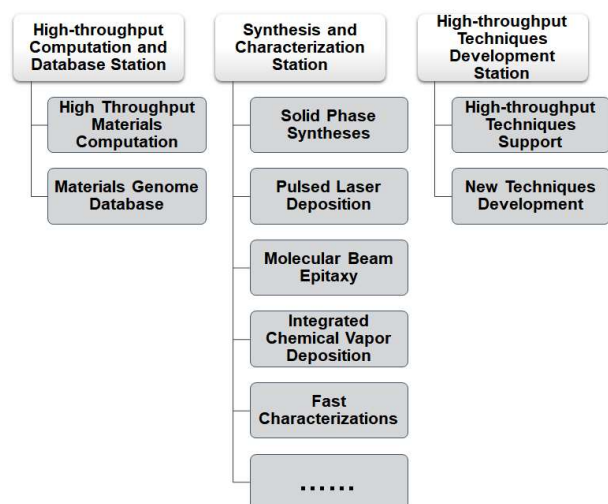 High-throughput
Computation and
Database Station
High Throughput
Materials
Computation
Materials Genome
Database
Synthesis and
Characterization
Station
Solid Phase
Syntheses
Pulsed Laser
Deposition
Molecular Beam
Epitaxy
Integrated
Chemical Vapor
Deposition
Fast
Characterizations
......
High-throughput
Techniques
Development
Station
High-throughput
Techniques
Support
New Techniques
Development